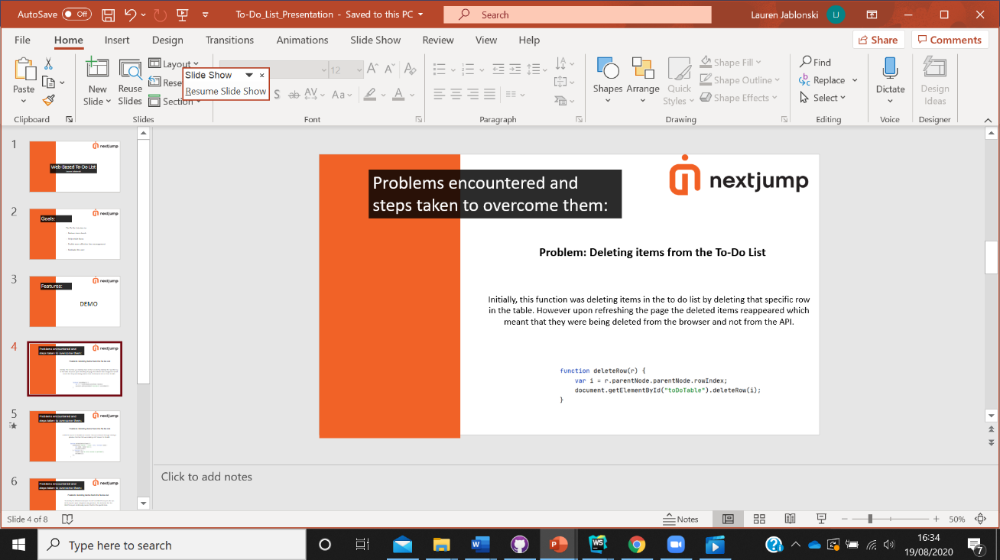 AutoSave Off To-Do_List_Presentation - Saved to this PC Search Lauren Jablonski LJ
File Home Insert Design Transitions Animations Slide Show Review View Help Share Comments
Paste
Clipboard
New Slide
Reuse Slides
Layout
Rese
Section
Slides
Slide Show
Resume Slide Show
12
Aa
Font
Paragraph
Shapes Arrange Quick Styles
Shape Fill
Shape Outline
Shape Effects
Drawing
Find
Replace
Select
Editing
Dictate
Voice
Design Ideas
Designer
1
nextjump
Web-Based To-Do List
2
nextjump
Goals:
3
nextjump
Features:
DEMO
4
nextjump
Problems encountered and
steps taken to overcome them:
5
nextjump
Problems encountered and
steps taken to overcome them:
6
nextjump
Problems encountered and
steps taken to overcome them:
Problems encountered and
steps taken to overcome them:
nextjump
Problem: Deleting items from the To-Do List
Initially, this function was deleting items in the to do list by deleting that specific row
in the table. However upon refreshing the page the deleted items reappeared which
meant that they were being deleted from the browser and not from the API.
function deleteRow(r) {
var i = r.parentNode.parentNode.rowIndex;
document.getElementById("toDoTable").deleteRow(i);
}
Click to add notes
Slide 4 of 8 Notes 50%
Type here to search
16:34
19/08/2020
7